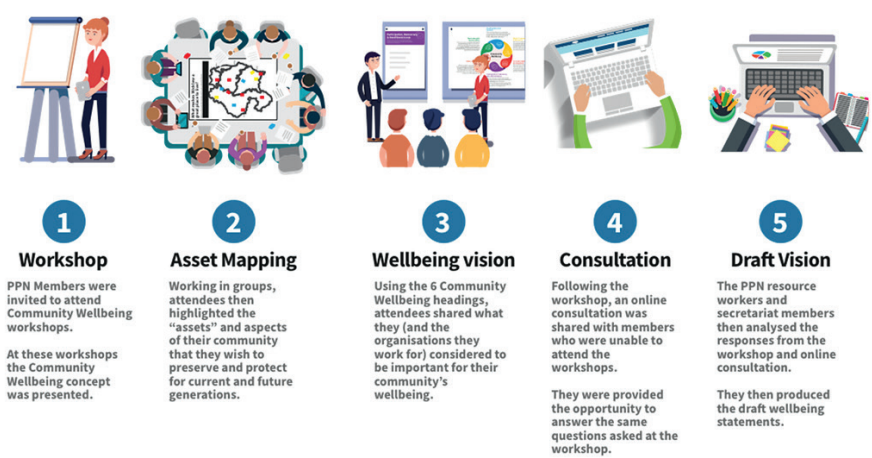 1
Workshop
PPN Members were
invited to attend
Community Wellbeing
workshops.
At these workshops
the Community
Wellbeing concept
was presented.
2
Asset Mapping
Working in groups,
attendees then
highlighted the
“assets” and aspects
of their community
that they wish to
preserve and protect
for current and future
generations.
3
Wellbeing vision
Using the 6 Community
Wellbeing headings,
attendees shared what
they (and the
organisations they
work for) considered to
be important for their
community’s
wellbeing.
4
Consultation
Following the
workshop, an online
consultation was
shared with members
who were unable to
attend the
workshops.
They were provided
the opportunity to
answer the same
questions asked at the
workshop.
5
Draft Vision
The PPN resource
workers and
secretariat members
then analysed the
responses from the
workshop and online
consultation.
They then produced
the draft wellbeing
statements.